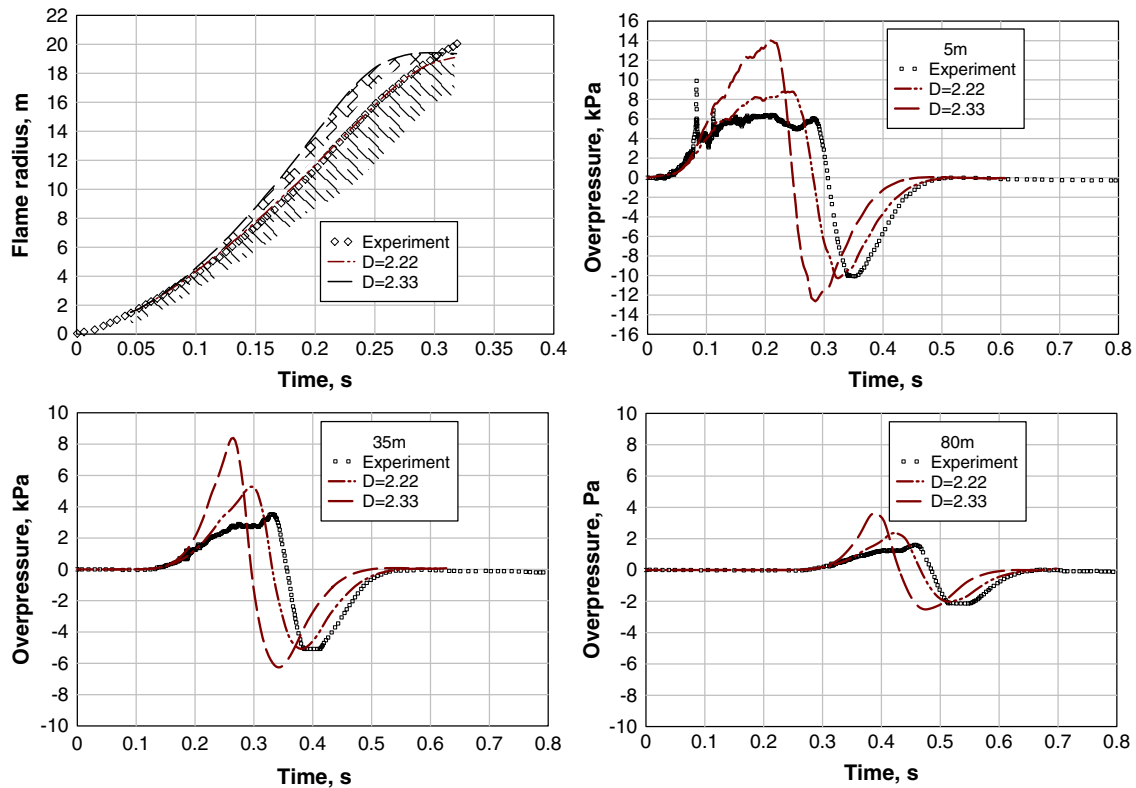 Flame radius, m
20
18
16
14
12
10
8
6
4
2
0
Experiment
D=2.22
D=2.33
0 0.05 0.1 0.15 0.2 0.25 0.3 0.35 0.4
Time, s
Overpressure, kPa
16
14
12
10
8
6
4
2
0
-2
-4
-6
-8
-10
-12
-14
-16
5m
Experiment
D=2.22
D=2.33
0 0.1 0.2 0.3 0.4 0.5 0.6 0.7 0.8
Time, s
Overpressure, kPa
10
8
6
4
2
0
-2
-4
-6
-8
-10
35m
Experiment
D=2.22
D=2.33
0 0.1 0.2 0.3 0.4 0.5 0.6 0.7 0.8
Time, s
Overpressure, Pa
10
8
6
4
2
0
-2
-4
-6
-8
-10
80m
Experiment
D=2.22
D=2.33
0 0.1 0.2 0.3 0.4 0.5 0.6 0.7 0.8
Time, s